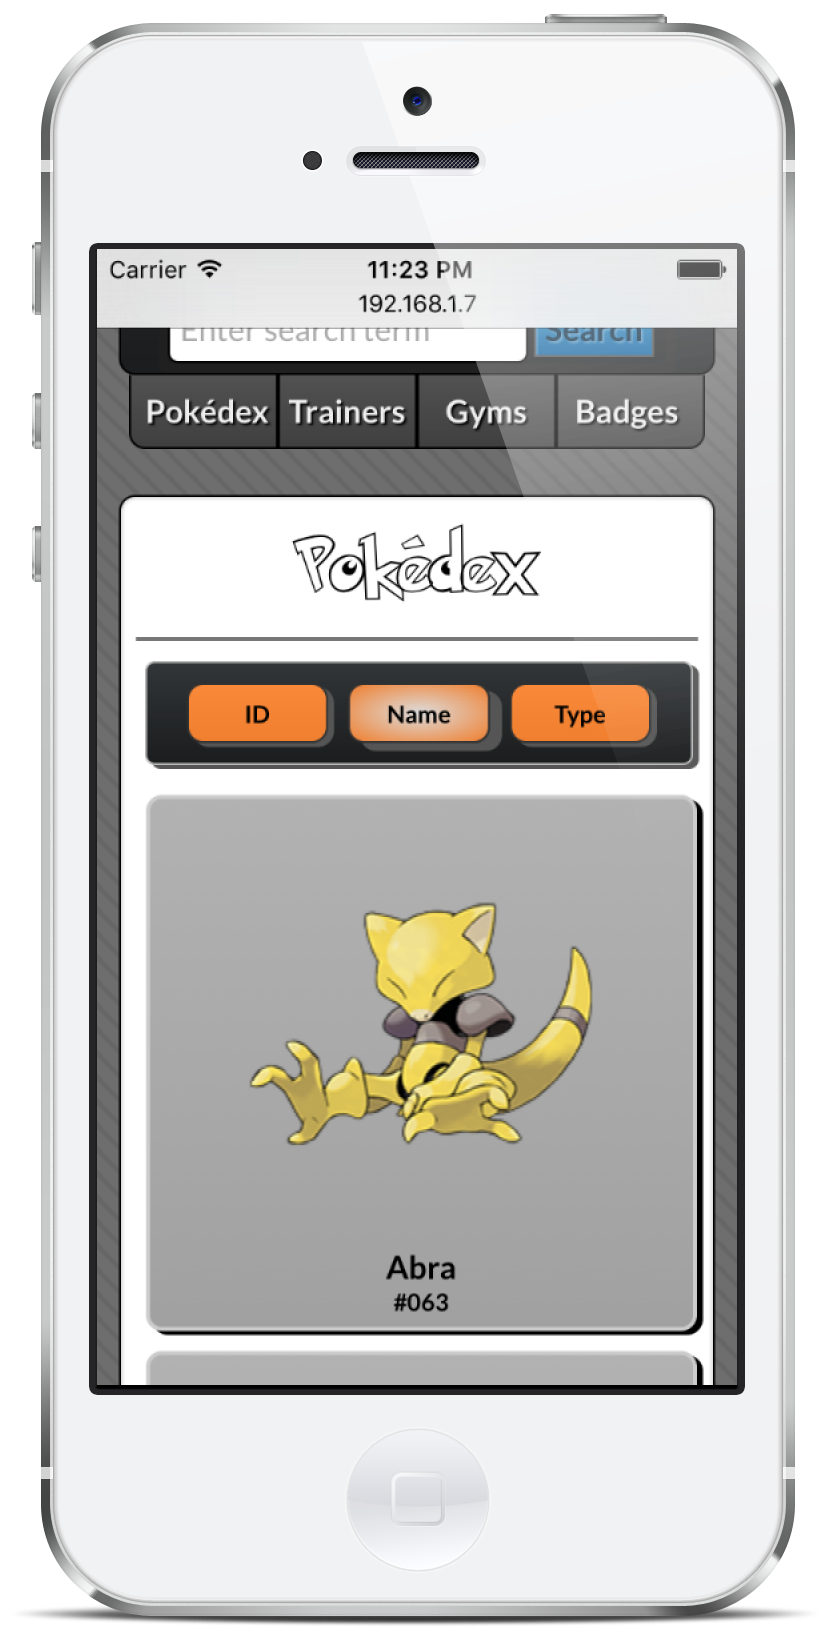 Carrier 11:23 PM
192.168.1.7
Enter search term Search
Pokédex Trainers Gyms Badges
Pokédex
ID Name Type
Abra
#063